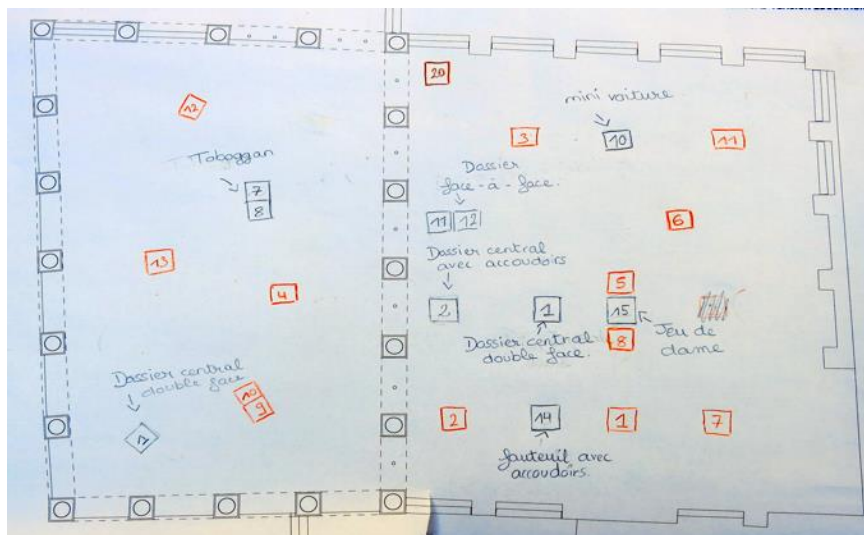 20
mini voiture
12
3
10
11
Toboggan
7
8
Dossier
face-à-face.
11 12
6
Dossier central
avec accoudoirs
13
4
5
2
1
15
Jeu de
dame
8
Dossier central
double face.
Dossier central
double face
10
9
2
14
1
7
fauteuil avec
accoudoirs.